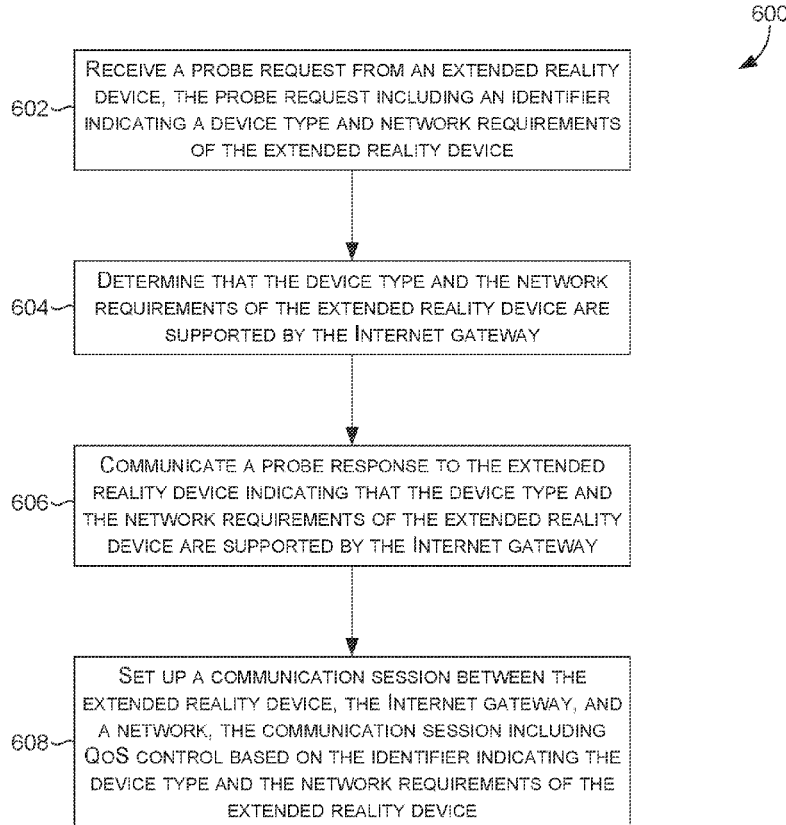 600
602
RECEIVE A PROBE REQUEST FROM AN EXTENDED REALITY
DEVICE, THE PROBE REQUEST INCLUDING AN IDENTIFIER
INDICATING A DEVICE TYPE AND NETWORK REQUIREMENTS
OF THE EXTENDED REALITY DEVICE
604
DETERMINE THAT THE DEVICE TYPE AND THE NETWORK
REQUIREMENTS OF THE EXTENDED REALITY DEVICE ARE
SUPPORTED BY THE INTERNET GATEWAY
606
COMMUNICATE A PROBE RESPONSE TO THE EXTENDED
REALITY DEVICE INDICATING THAT THE DEVICE TYPE AND
THE NETWORK REQUIREMENTS OF THE EXTENDED REALITY
DEVICE ARE SUPPORTED BY THE INTERNET GATEWAY
608
SET UP A COMMUNICATION SESSION BETWEEN THE
EXTENDED REALITY DEVICE, THE INTERNET GATEWAY, AND
A NETWORK, THE COMMUNICATION SESSION INCLUDING
QOS CONTROL BASED ON THE IDENTIFIER INDICATING THE
DEVICE TYPE AND THE NETWORK REQUIREMENTS OF THE
EXTENDED REALITY DEVICE